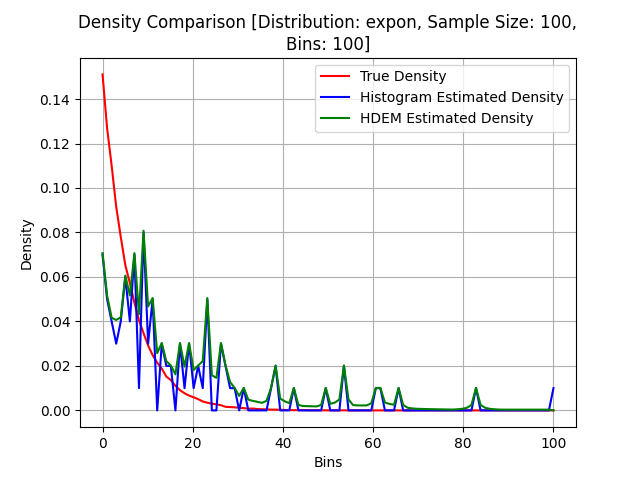 Density Comparison [Distribution: expon, Sample Size: 100,
Bins: 100]
True Density
Histogram Estimated Density
HDEM Estimated Density
Density
0.14
0.12
0.10
0.08
0.06
0.04
0.02
0.00
0 20 40 60 80 100
Bins